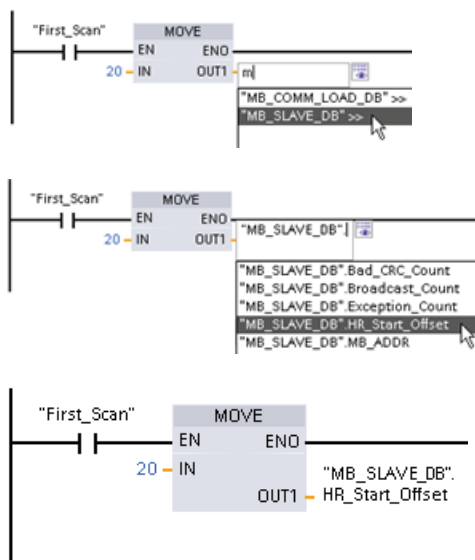 "First_Scan"
MOVE
EN ENO
20 IN OUT1 m
"MB_COMM_LOAD_DB" >>
"MB_SLAVE_DB" >>
"First_Scan"
MOVE
EN ENO
20 IN OUT1 "MB_SLAVE_DB".
"MB_SLAVE_DB".Bad_CRC_Count
"MB_SLAVE_DB".Broadcast_Count
"MB_SLAVE_DB".Exception_Count
"MB_SLAVE_DB".HR_Start_Offset
"MB_SLAVE_DB".MB_ADDR
"First_Scan"
MOVE
EN ENO
20 IN
"MB_SLAVE_DB".
OUT1 HR_Start_Offset